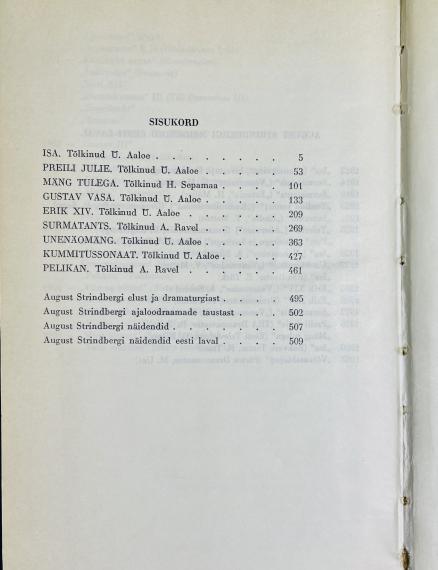 SISUKORD
ISA. Tõlkinud Ü. Aaloe . . . . . . . . 5
PREILI JULIE. Tõlkinud Ü. Aaloe . . . . . 53
MÄNG TULEGA. Tõlkinud H. Sepamaa . . . . 101
GUSTAV VASA. Tõlkinud Ü. Aaloe . . . . . 133
ERIK XIV. Tõlkinud Ü. Aaloe . . . . . . 209
SURMATANTS. Tõlkinud A. Ravel . . . . . 269
UNENÄOMÄNG. Tõlkinud Ü. Aaloe . . . . . 363
KUMMITUSSONAAT. Tõlkinud Ü. Aaloe . . . . 427
PELIKAN. Tõlkinud A. Ravel . . . . . . 461
August Strindbergi elust ja dramaturgiast . . . . 495
August Strindbergi ajaloodraamade taustast . . . 502
August Strindbergi näidendid . . . . . . . 507
August Strindbergi näidendid eesti laval . . . . 509